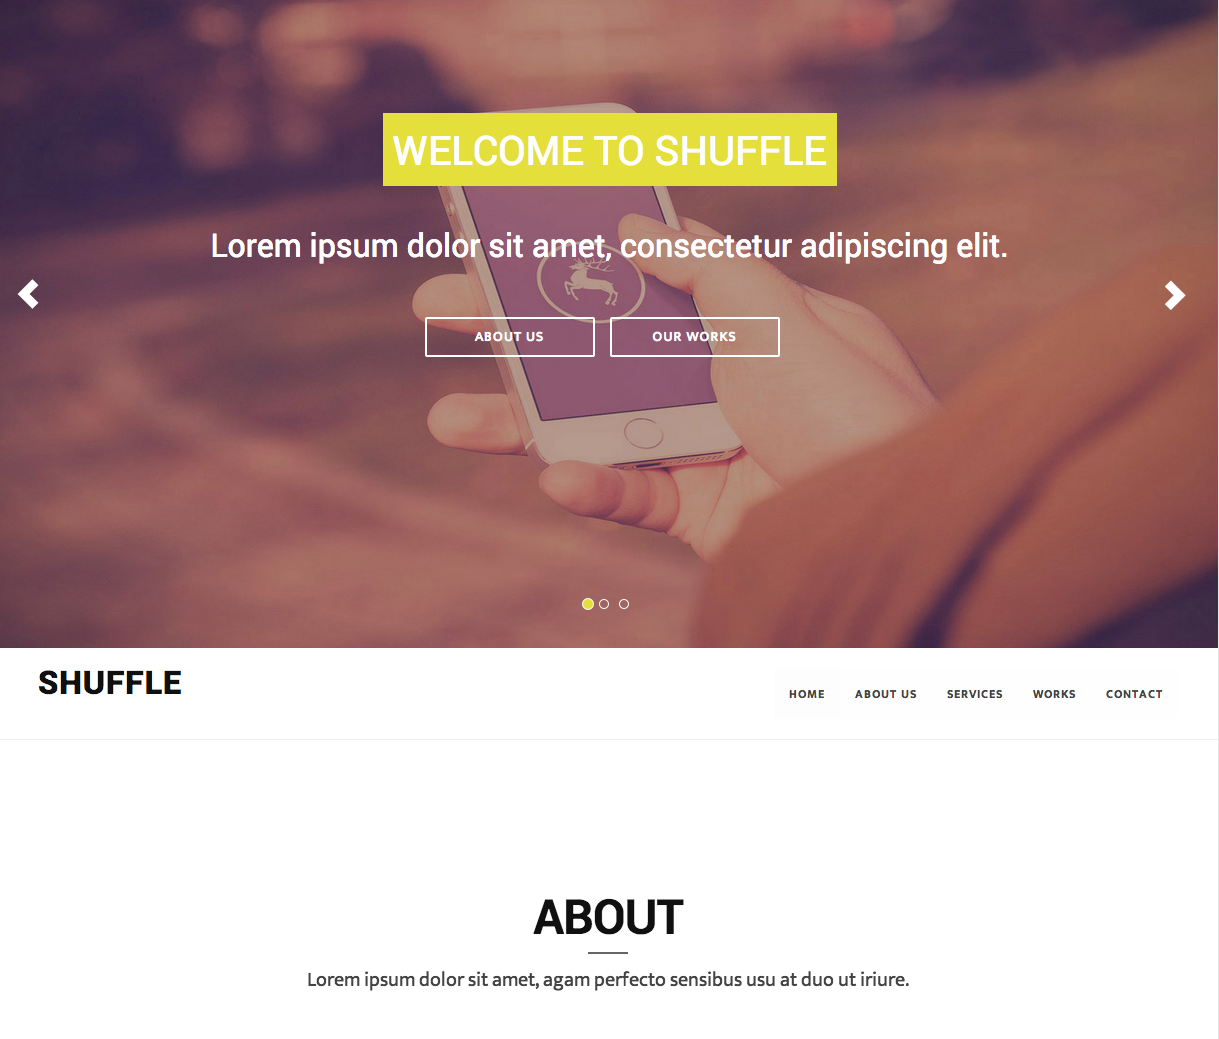 WELCOME TO SHUFFLE
Lorem ipsum dolor sit amet, consectetur adipiscing elit.
ABOUT US
OUR WORKS
SHUFFLE
HOME
ABOUT US
SERVICES
WORKS
CONTACT
ABOUT
Lorem ipsum dolor sit amet, agam perfecto sensibus usu at duo ut iriure.